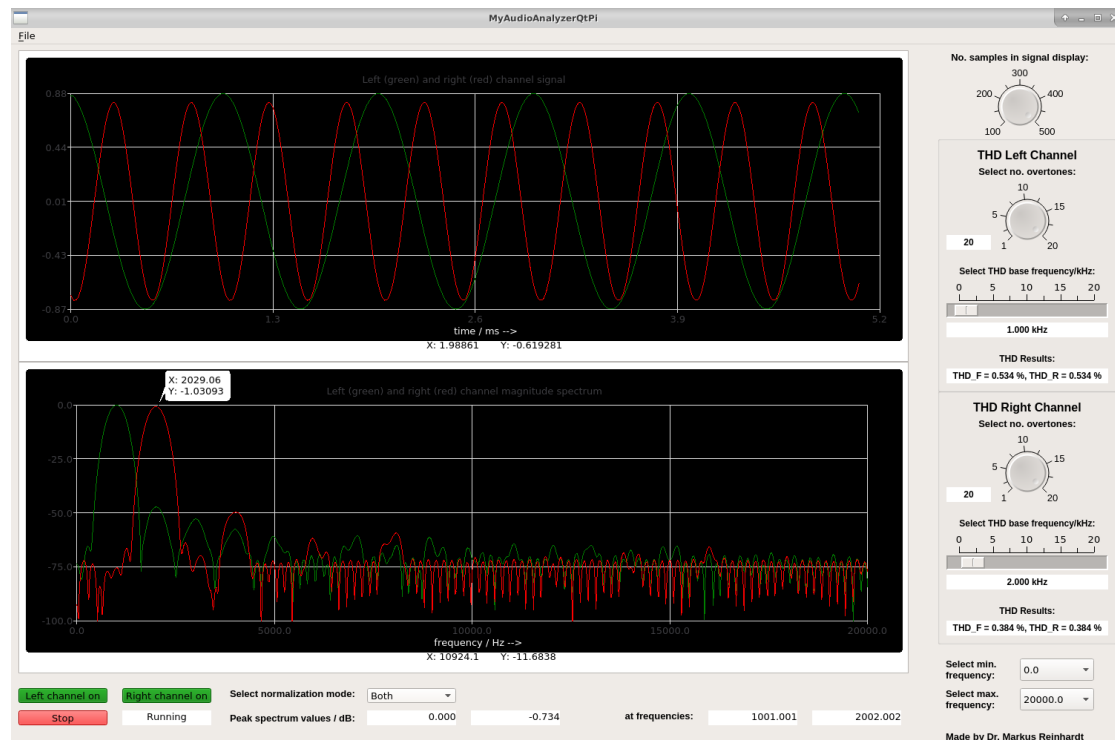 MyAudioAnalyzerQtPi
File
Left (green) and right (red) channel signal
0.88
0.44
0.01
-0.43
-0.87
0.0 1.3 2.6 3.9 5.2
time / ms -->
X: 1.98861 Y: -0.619281
X: 2029.06
Y: -1.03093
Left (green) and right (red) channel magnitude spectrum
0.0
-25.0
-50.0
-75.0
-100.0
0.0 5000.0 10000.0 15000.0 20000.0
frequency / Hz -->
X: 10924.1 Y: -11.6838
Left channel on Right channel on Select normalization mode: Both
Stop Running Peak spectrum values / dB: 0.000 -0.734 at frequencies: 1001.001 2002.002
No. samples in signal display:
300
200 400
100 500
THD Left Channel
Select no. overtones:
10
5 15
20 1 20
Select THD base frequency/kHz:
0 5 10 15 20
1.000 kHz
THD Results:
THD_F = 0.534 %, THD_R = 0.534 %
THD Right Channel
Select no. overtones:
10
5 15
20 1 20
Select THD base frequency/kHz:
0 5 10 15 20
2.000 kHz
THD Results:
THD_F = 0.384 %, THD_R = 0.384 %
Select min.
frequency: 0.0
Select max.
frequency: 20000.0
Made by Dr. Markus Reinhardt